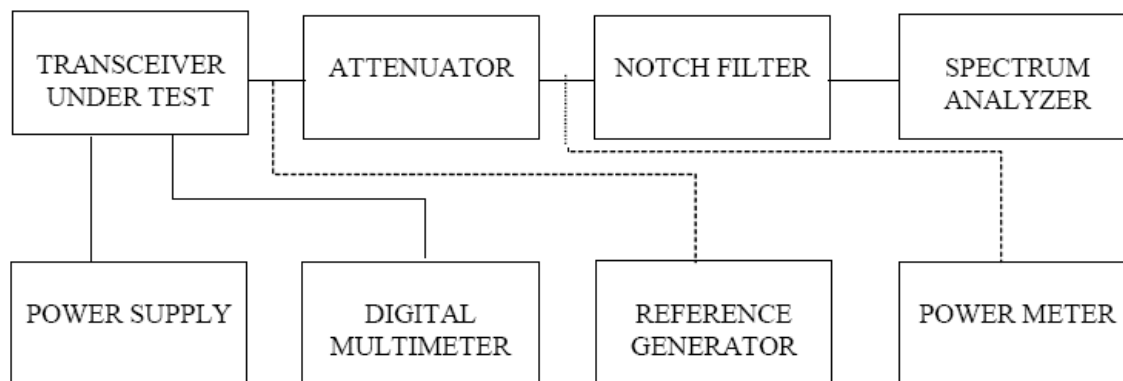 TRANSCEIVER
UNDER TEST
ATTENUATOR
NOTCH FILTER
SPECTRUM
ANALYZER
POWER SUPPLY
DIGITAL
MULTIMETER
REFERENCE
GENERATOR
POWER METER